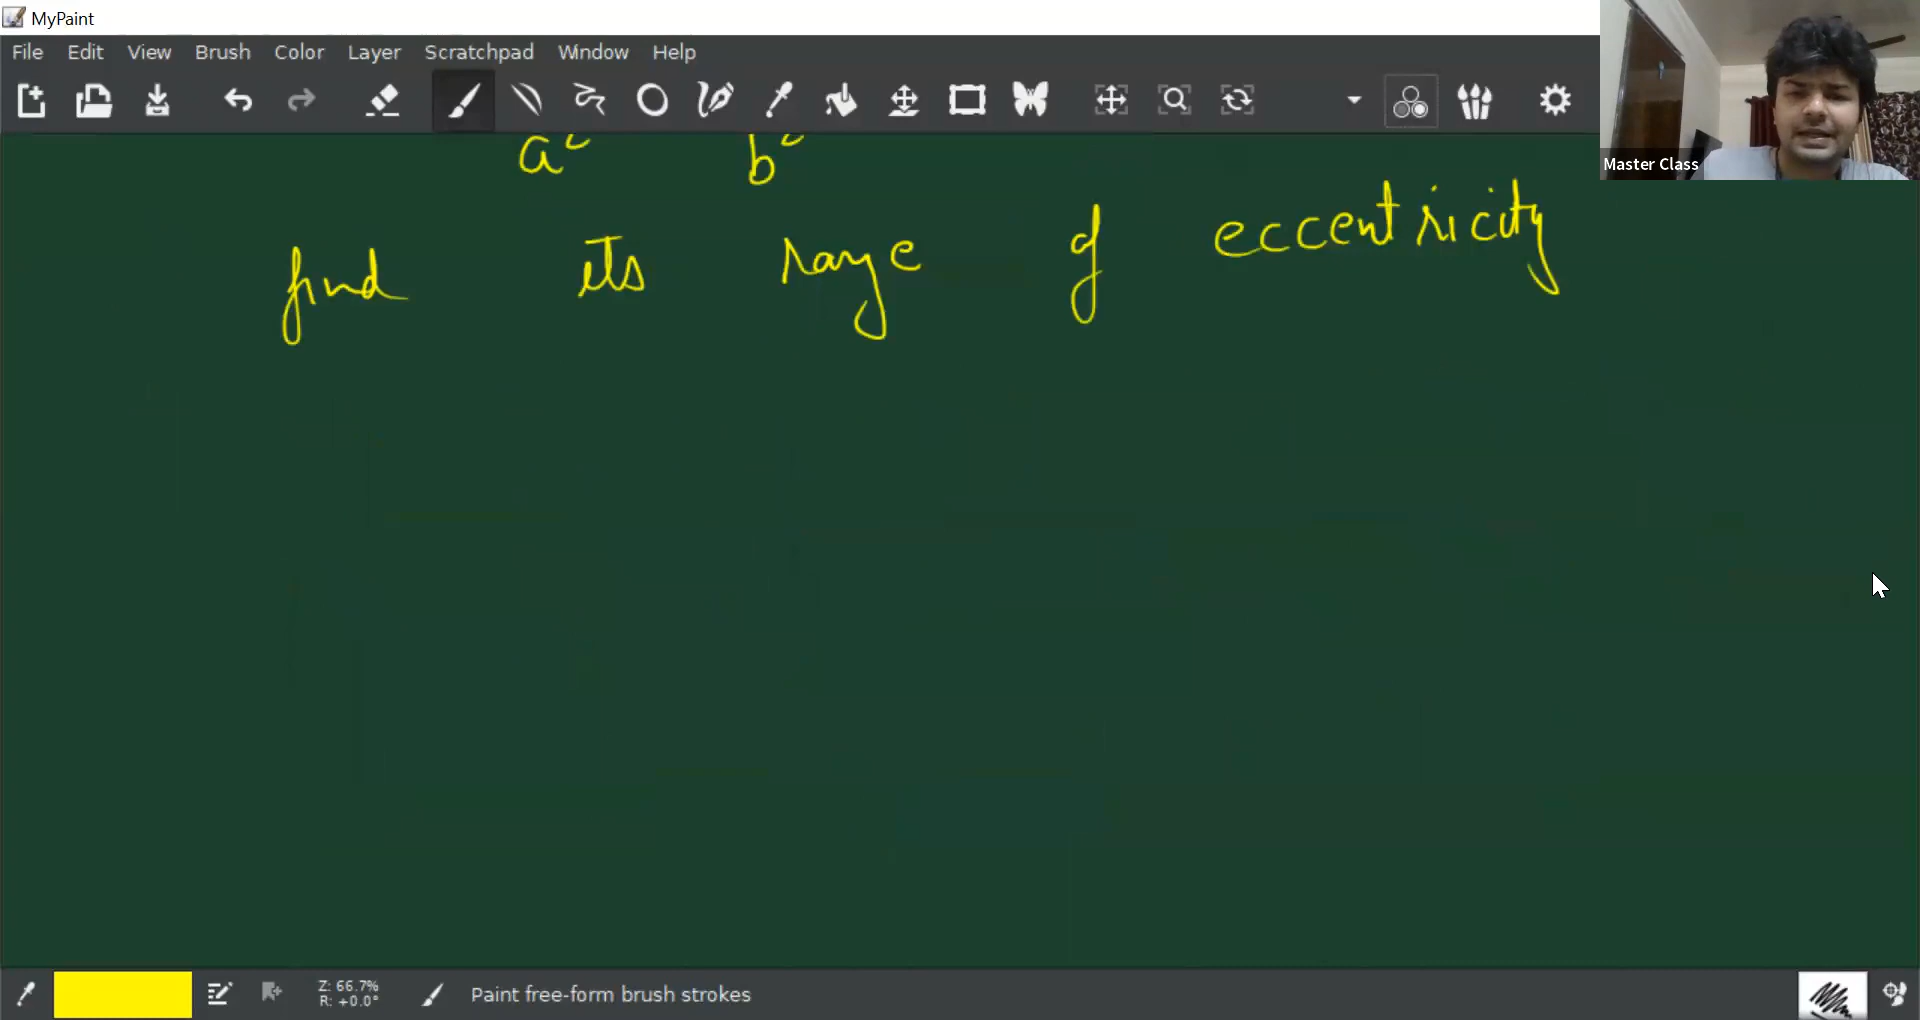 MyPaint
File Edit View Brush Color Layer Scratchpad Window Help
Master Class
a² b²
find its range of eccentricity
Z: 66.7%
R: +0.0°
Paint free-form brush strokes